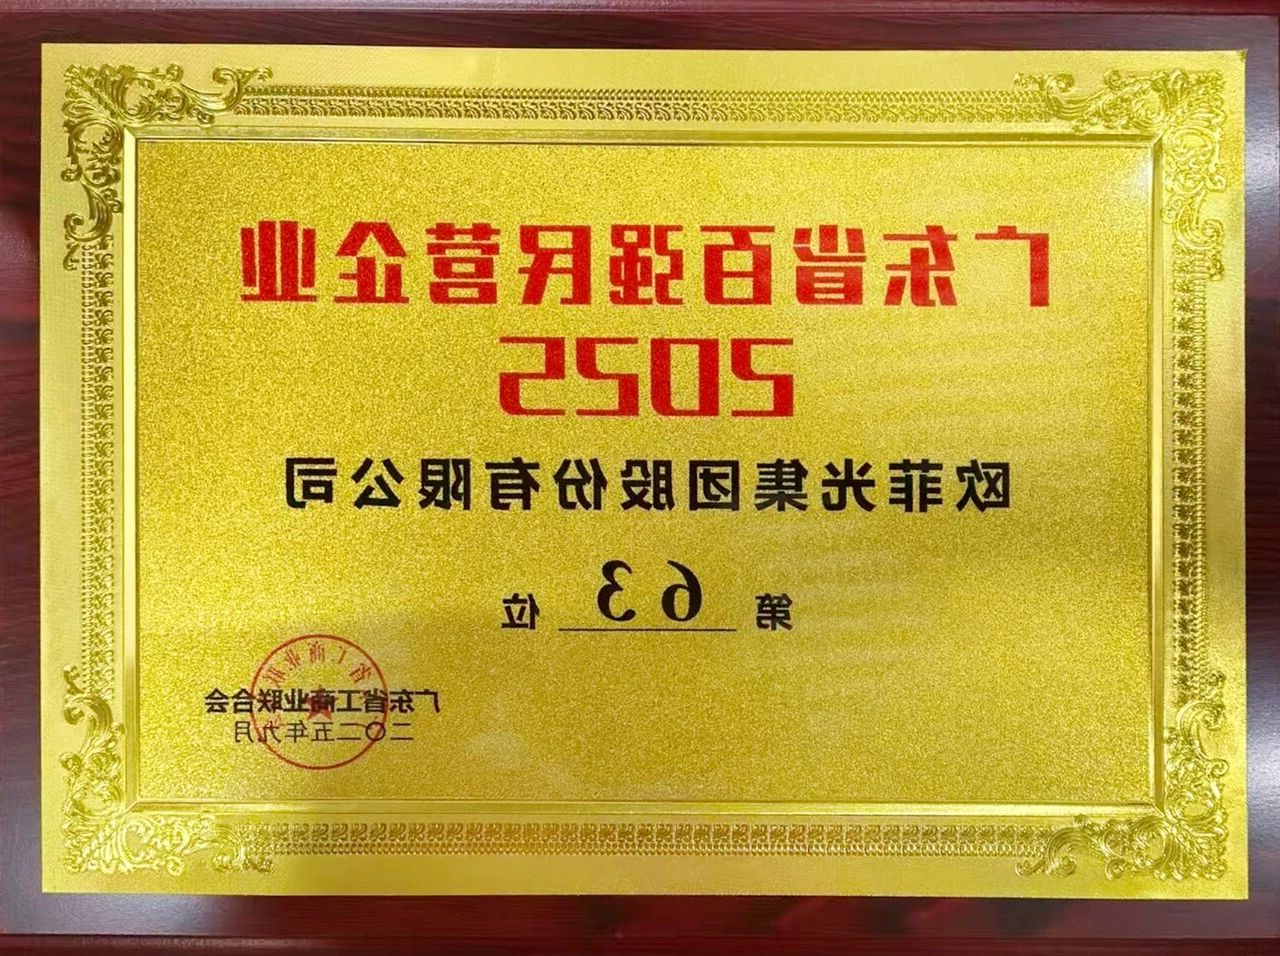 广东省百强民营企业
2025
欧菲光集团股份有限公司
第 63 位
广东省工商业联合会
二〇二五年九月